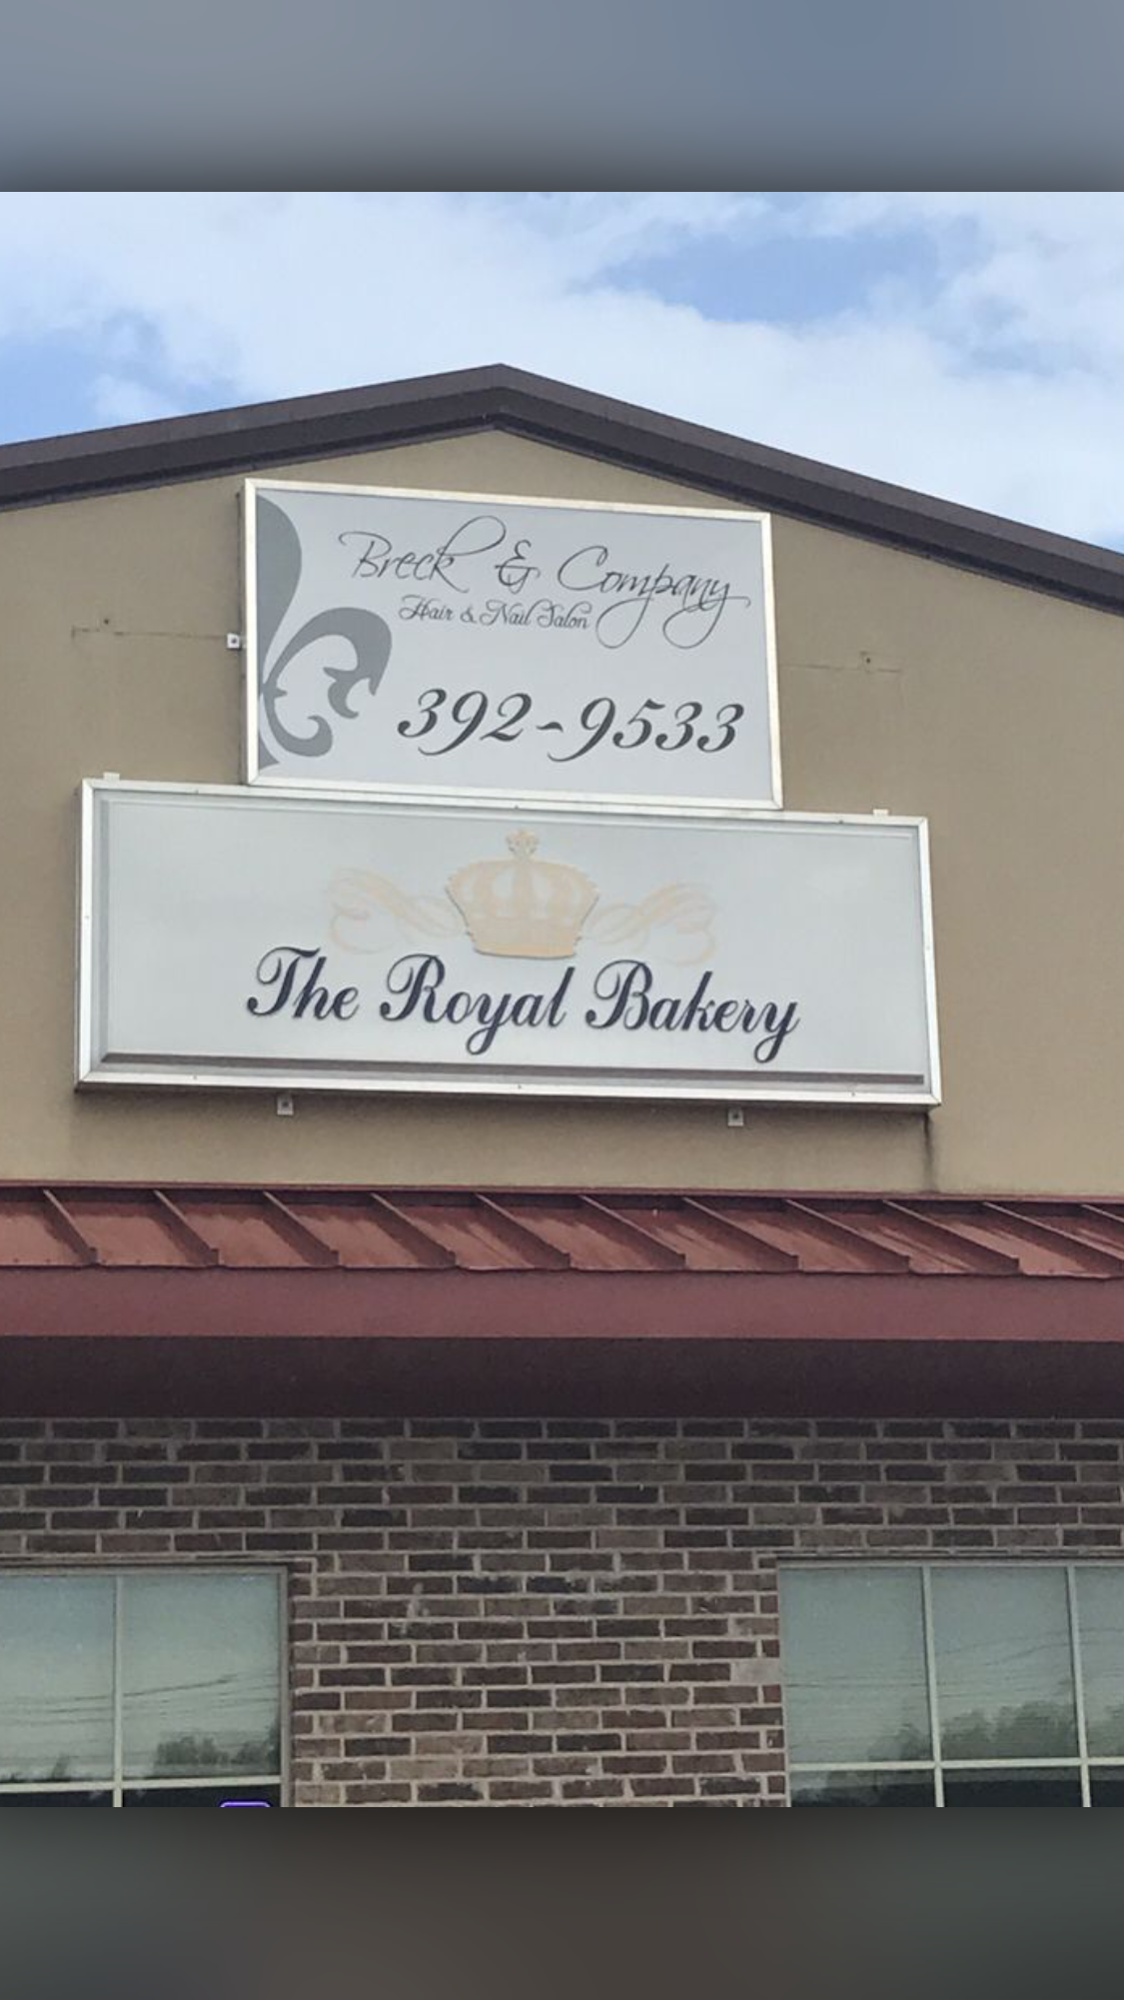 Breck & Company
Hair & Nail Salon
392-9533
The Royal Bakery